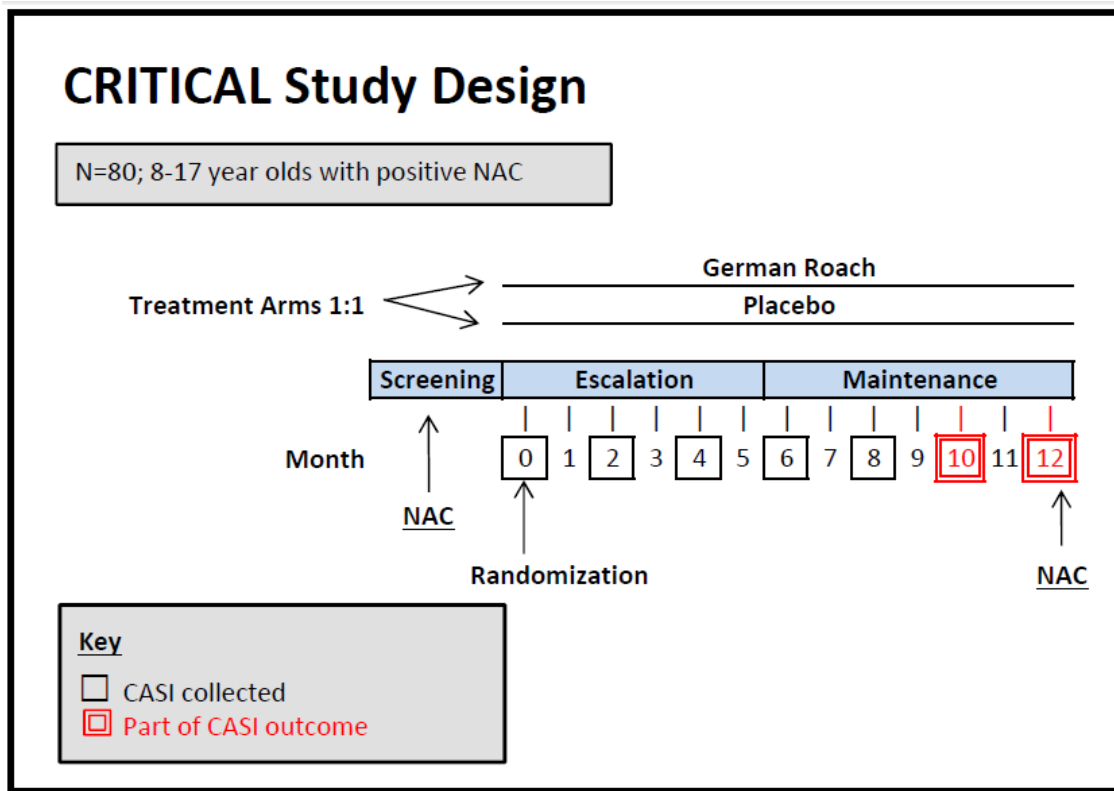 CRITICAL Study Design
N=80; 8-17 year olds with positive NAC
German Roach
Treatment Arms 1:1
Placebo
Screening Escalation Maintenance
Month 0 1 2 3 4 5 6 7 8 9 10 11 12
NAC
Randomization
NAC
Key
CASI collected
Part of CASI outcome